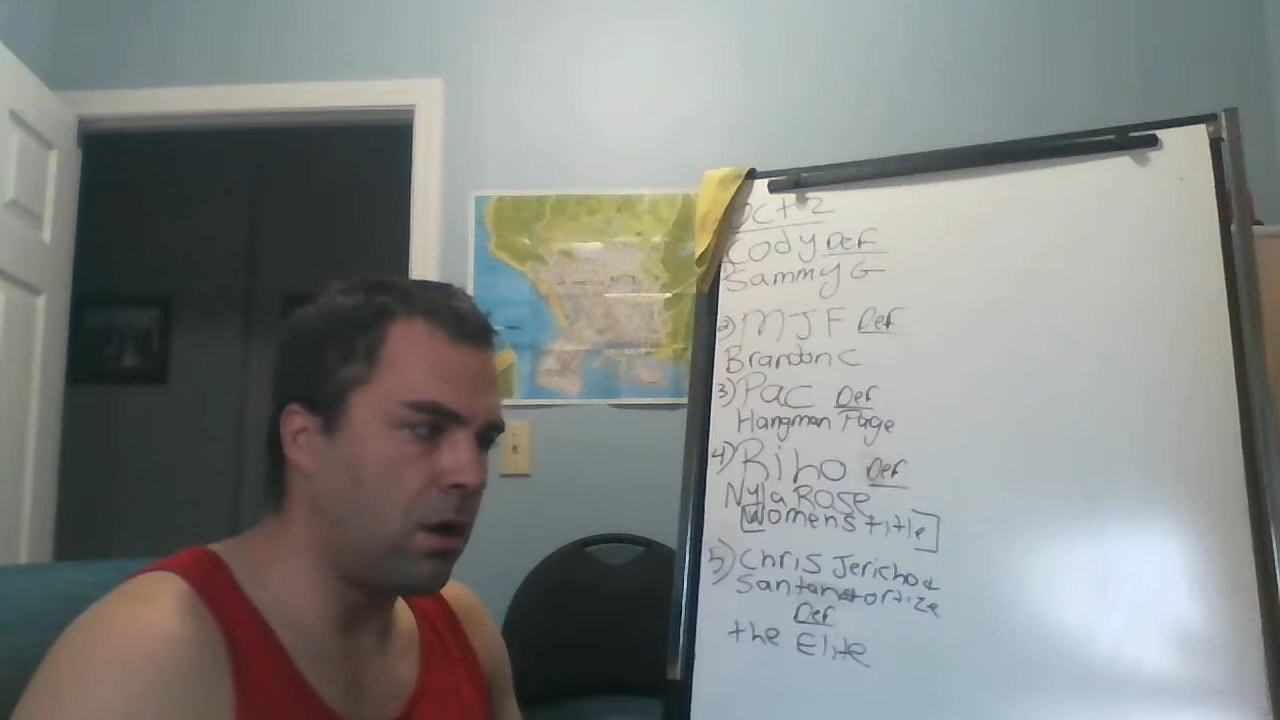 Oct 2
Cody Def
Sammy G
2) MJF Def
Brandon C
3) Pac Def
Hangman Page
4) Riho Def
Nyla Rose
[Womens title]
5) Chris Jericho &
Santana + ortize
Def
the Elite